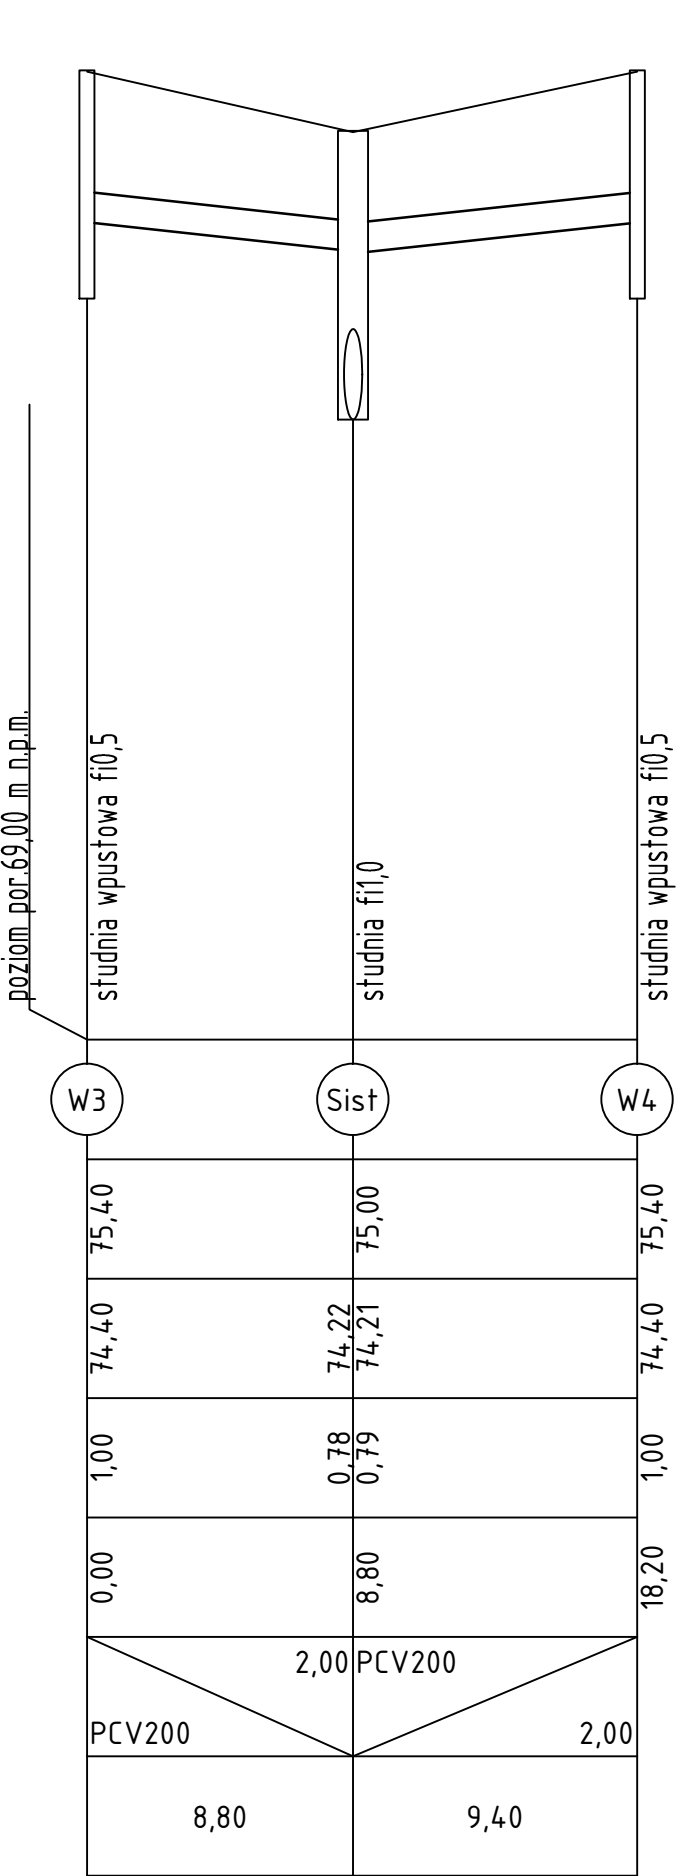 poziom por.69,00 m n.p.m.
studnia wpustowa fi0,5
studnia fi1,0
studnia wpustowa fi0,5
W3 Sist W4
75,40 75,00 75,40
74,40 74,22 74,21 74,40
1,00 0,78 0,79 1,00
0,00 8,80 18,20
2,00 PCV200
PCV200 2,00
8,80 9,40